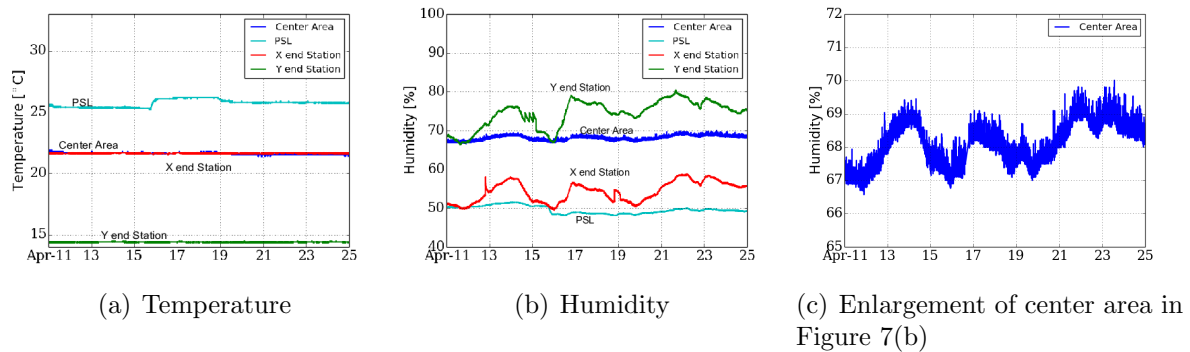 Center Area
PSL
X end Station
Y end Station
Temperature [°C]
30
25
20
15
PSL
Center Area
X end Station
Y end Station
Apr-11 13 15 17 19 21 23 25
(a) Temperature
Center Area
PSL
X end Station
Y end Station
Humidity [%]
100
90
80
70
60
50
40
Y end Station
Center Area
X end Station
PSL
Apr-11 13 15 17 19 21 23 25
(b) Humidity
Center Area
Humidity [%]
72
71
70
69
68
67
66
65
Apr-11 13 15 17 19 21 23 25
(c) Enlargement of center area in
Figure 7(b)